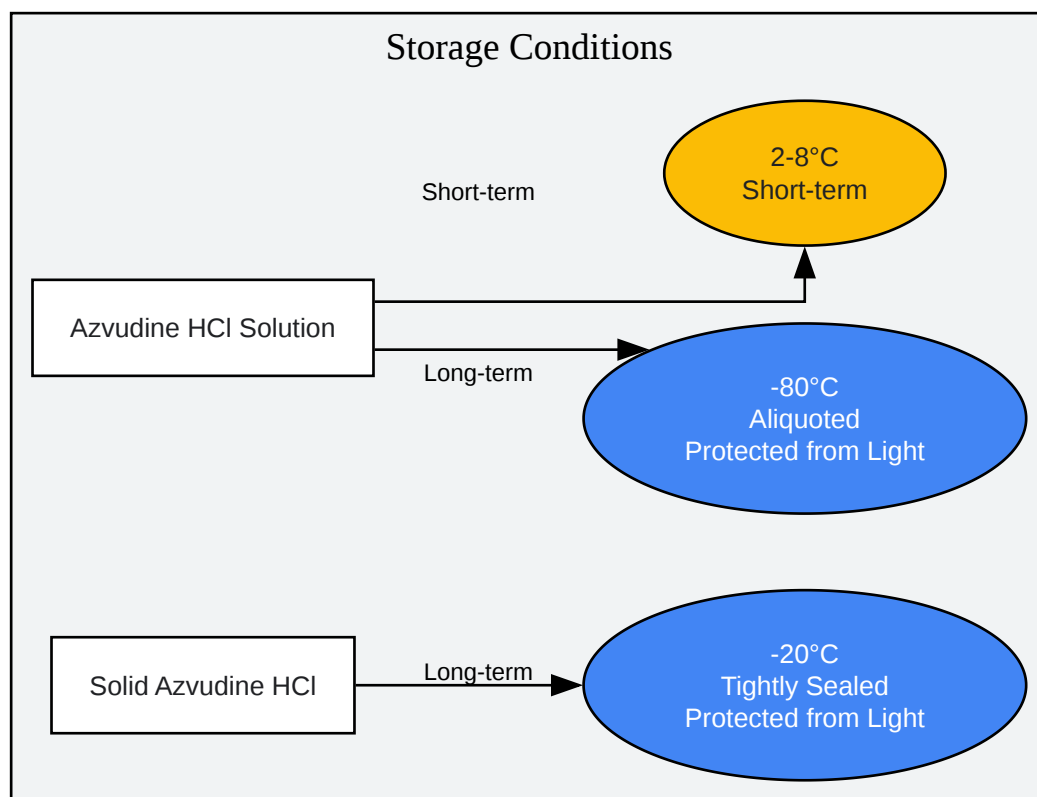 Storage Conditions
2-8°C
Short-term
Short-term
Azvudine HCl Solution
Long-term
-80°C
Aliquoted
Protected from Light
Solid Azvudine HCl
Long-term
-20°C
Tightly Sealed
Protected from Light